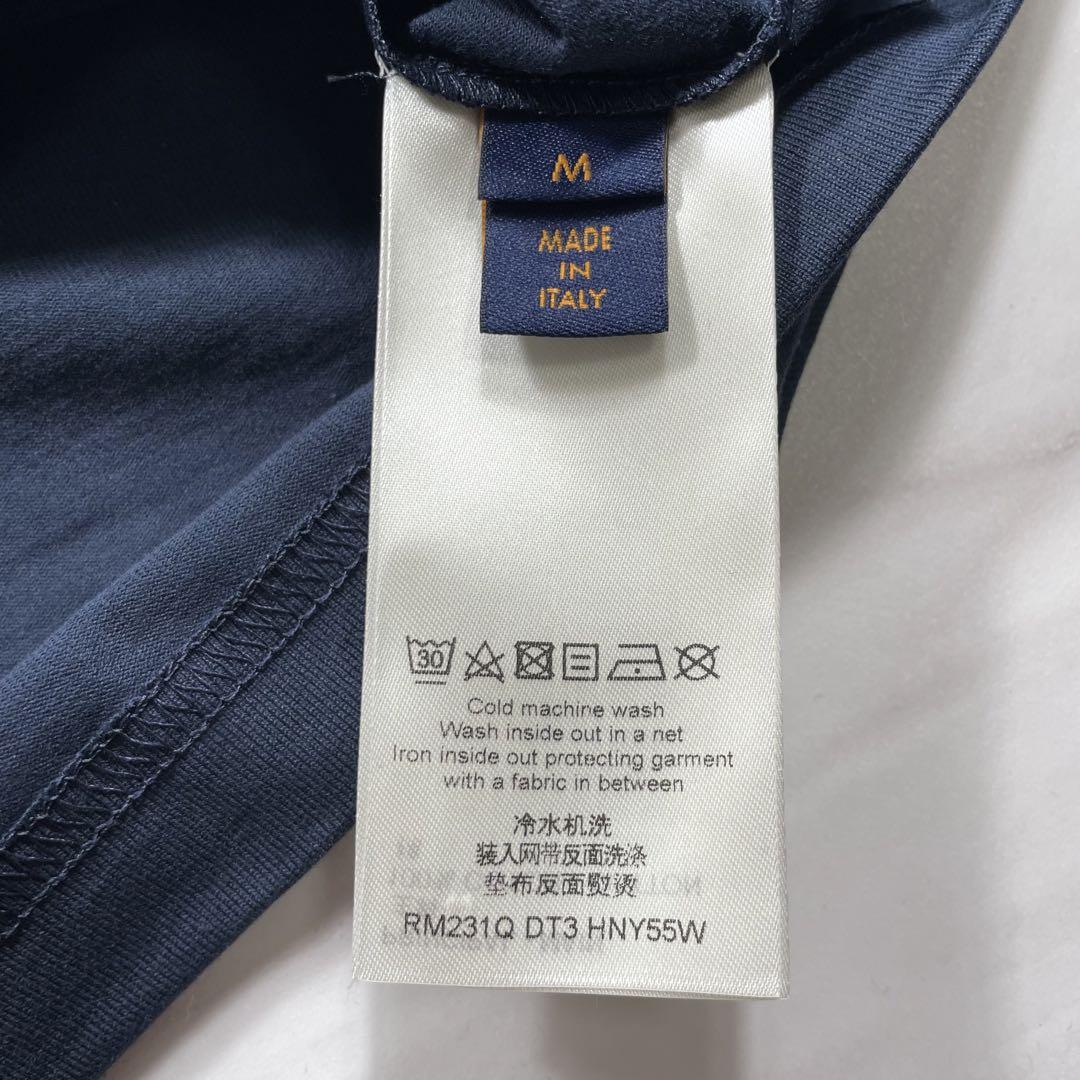 M
MADE
IN
ITALY
30
Cold machine wash
Wash inside out in a net
Iron inside out protecting garment
with a fabric in between
冷水机洗
装入网带反面洗涤
垫布反面熨烫
RM231Q DT3 HNY55W